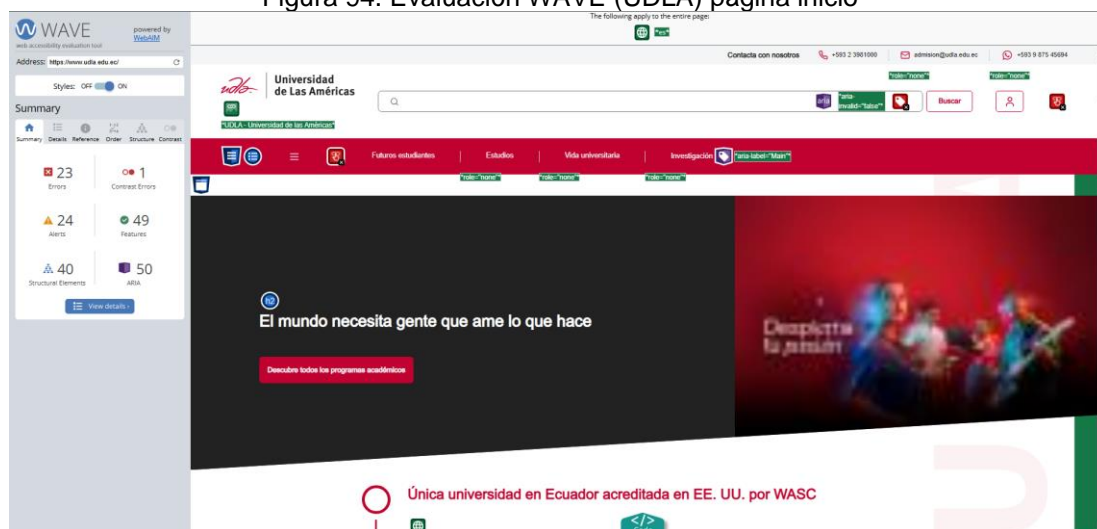 Figura 94. Evaluación WAVE (UDLA) página inicio
The following apply to the entire page:
*es*
WAVE
web accessibility evaluation tool
powered by
WebAIM
Address: https://www.udla.edu.ec/
Styles: OFF ON
Summary
Summary Details Reference Order Structure Contrast
23
Errors
1
Contrast Errors
24
Alerts
49
Features
40
Structural Elements
50
ARIA
View details ›
Contacta con nosotros +593 2 3981000 admision@udla.edu.ec +593 9 875 45694
udla-
Universidad
de Las Américas
*UDLA - Universidad de las Américas*
*role="none"* *role="none"*
aria *aria-invalid="false"*
Buscar
Futuros estudiantes | Estudios | Vida universitaria | Investigación *aria-label="Main"*
*role="none"* *role="none"* *role="none"*
h2
El mundo necesita gente que ame lo que hace
Descubre todos los programas académicos
Despierta
tu pasión
Única universidad en Ecuador acreditada en EE. UU. por WASC
</>
U